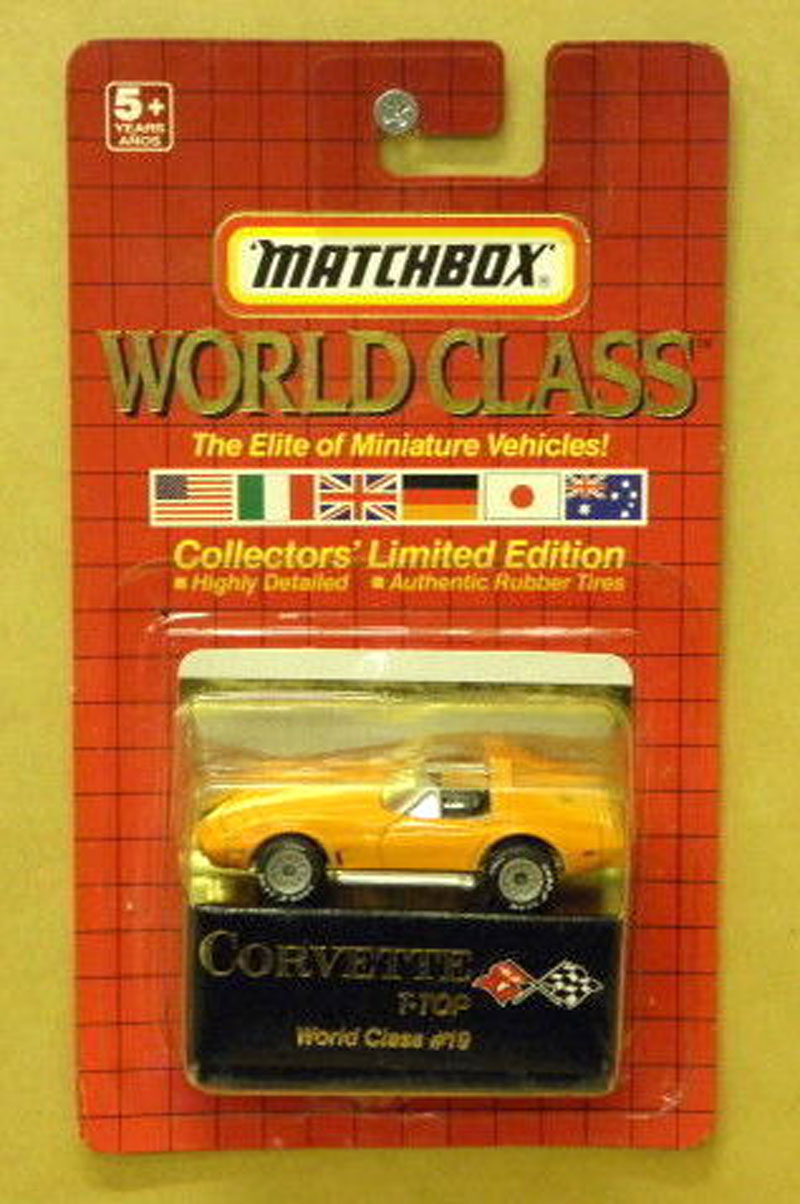 5+
YEARS
AÑOS
"MATCHBOX"®
WORLD CLASS™
The Elite of Miniature Vehicles!
Collectors' Limited Edition
▪ Highly Detailed ▪ Authentic Rubber Tires
CORVETTE
T-TOP
World Class #19